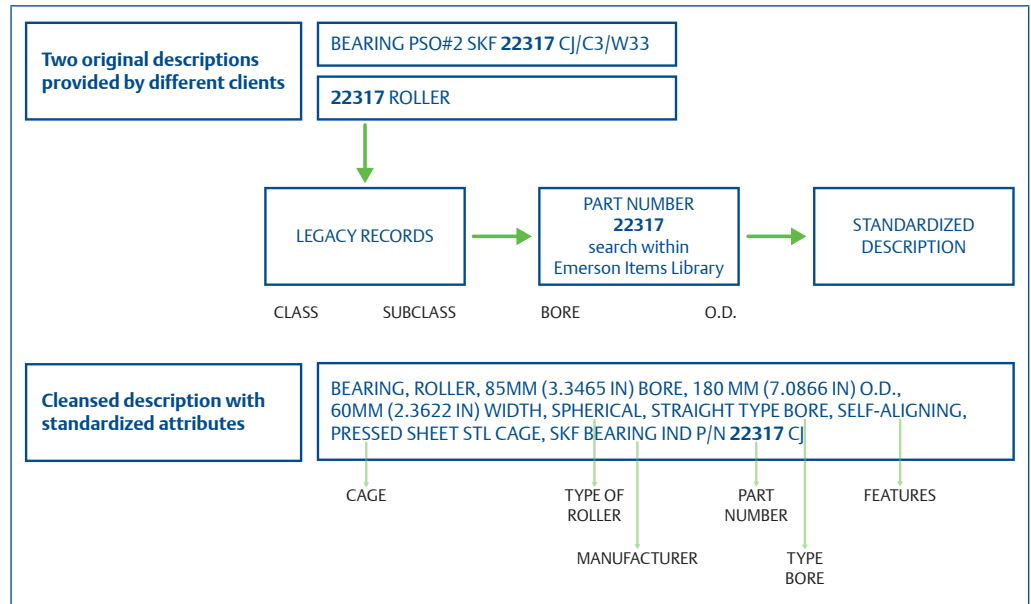 Two original descriptions
provided by different clients
BEARING PSO#2 SKF 22317 CJ/C3/W33
22317 ROLLER
LEGACY RECORDS
PART NUMBER
22317
search within
Emerson Items Library
STANDARDIZED
DESCRIPTION
CLASS
SUBCLASS
BORE
O.D.
Cleansed description with
standardized attributes
BEARING, ROLLER, 85MM (3.3465 IN) BORE, 180 MM (7.0866 IN) O.D.,
60MM (2.3622 IN) WIDTH, SPHERICAL, STRAIGHT TYPE BORE, SELF-ALIGNING,
PRESSED SHEET STL CAGE, SKF BEARING IND P/N 22317 CJ
CAGE
TYPE OF
ROLLER
PART
NUMBER
FEATURES
MANUFACTURER
TYPE
BORE